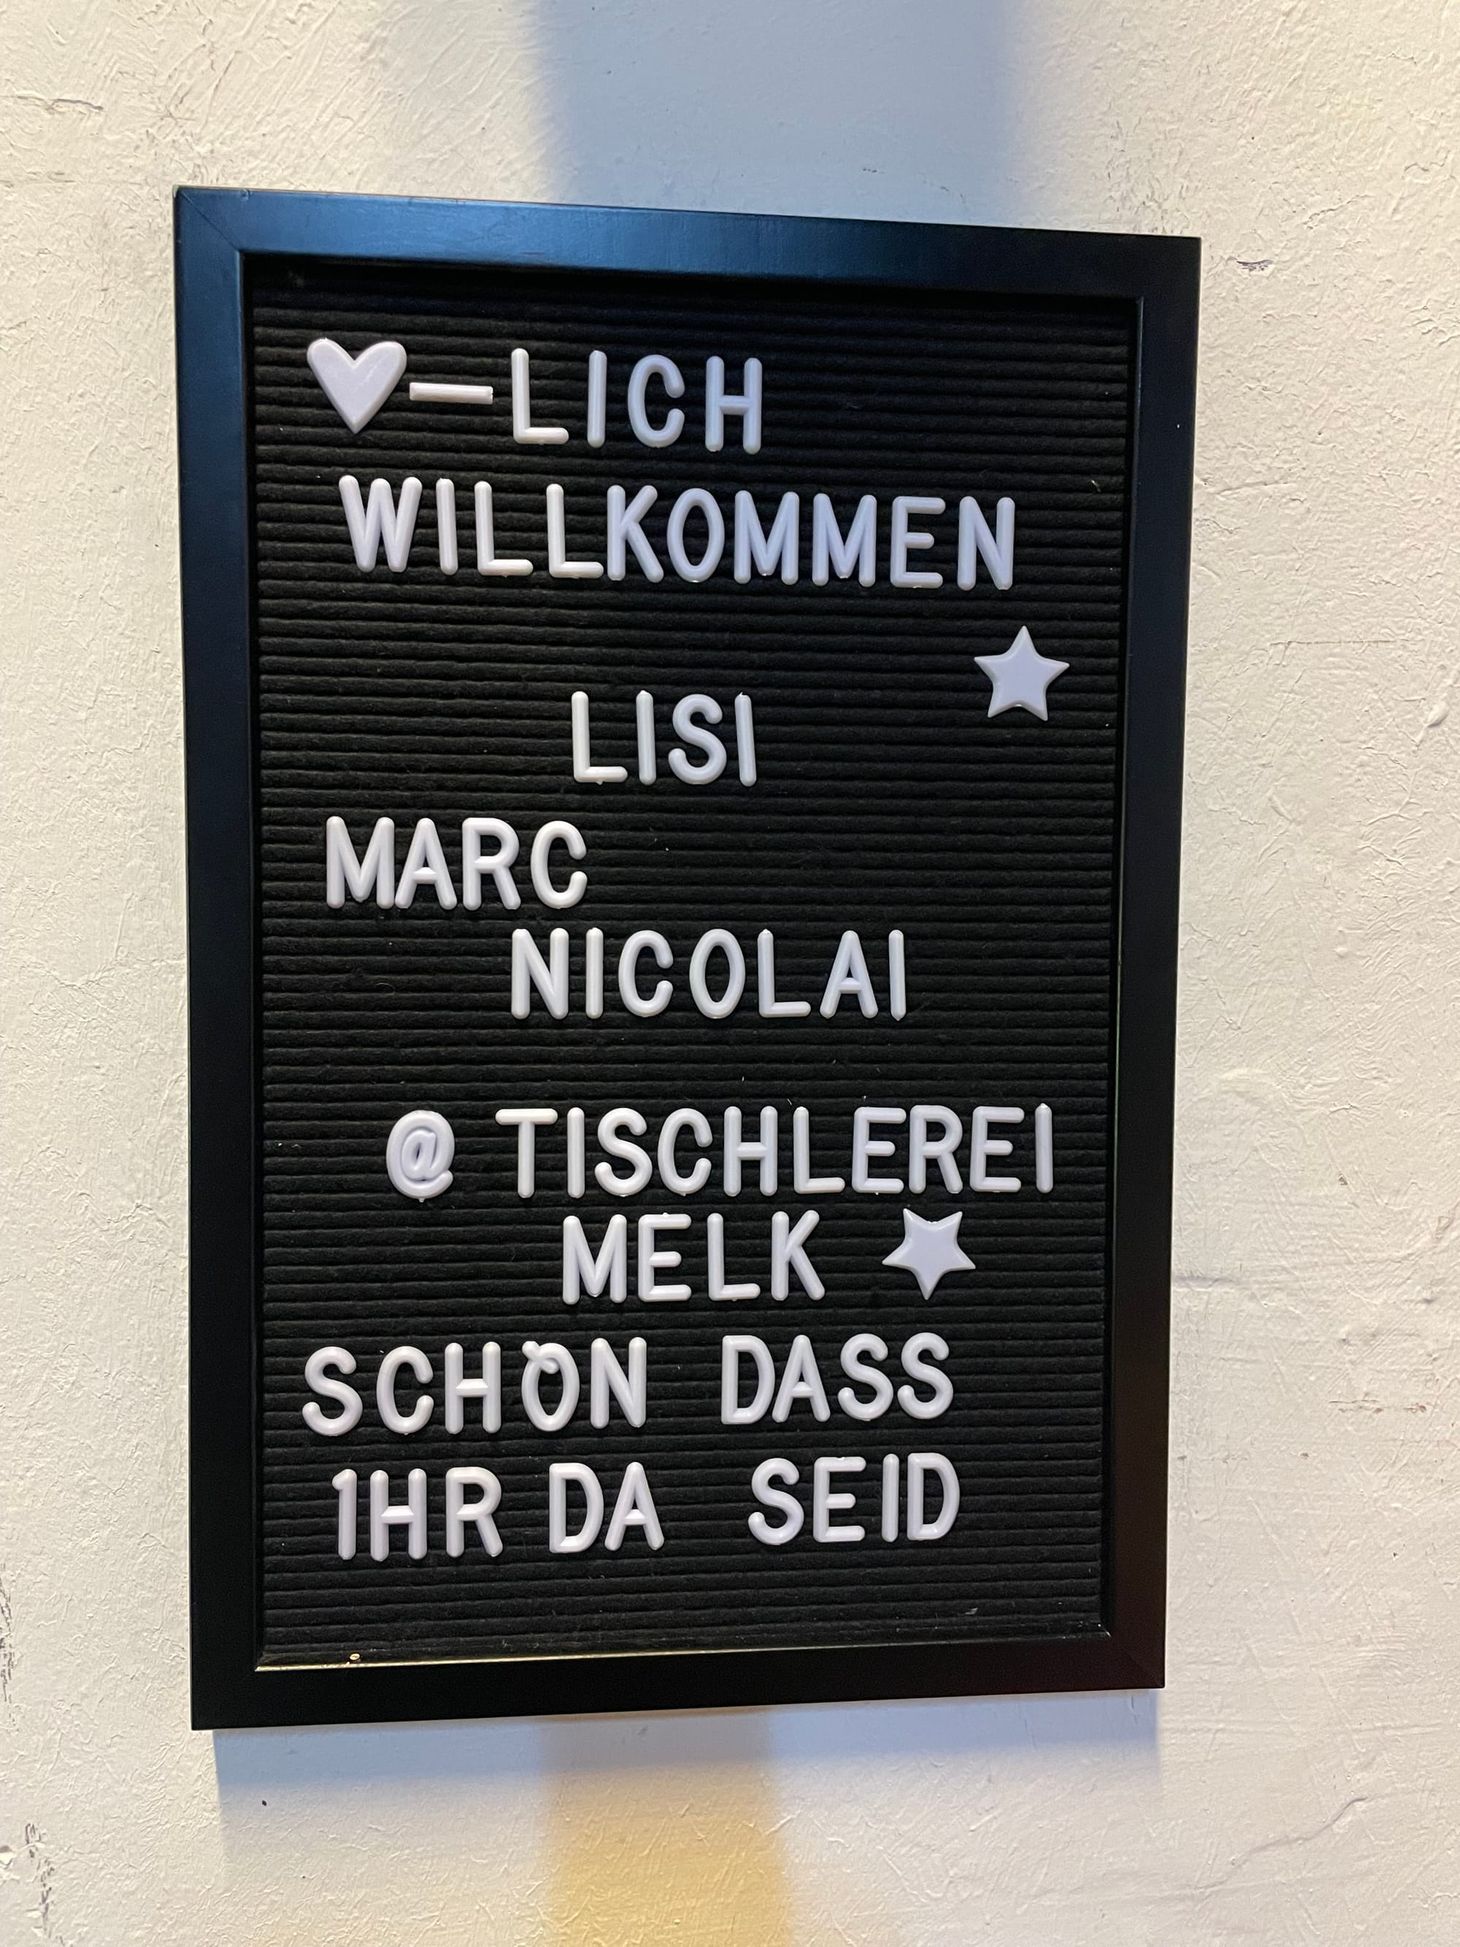 ♥–LICH
WILLKOMMEN
LISI
MARC
NICOLAI
@ TISCHLEREI
MELK ★
SCHÖN DASS
1HR DA SEID